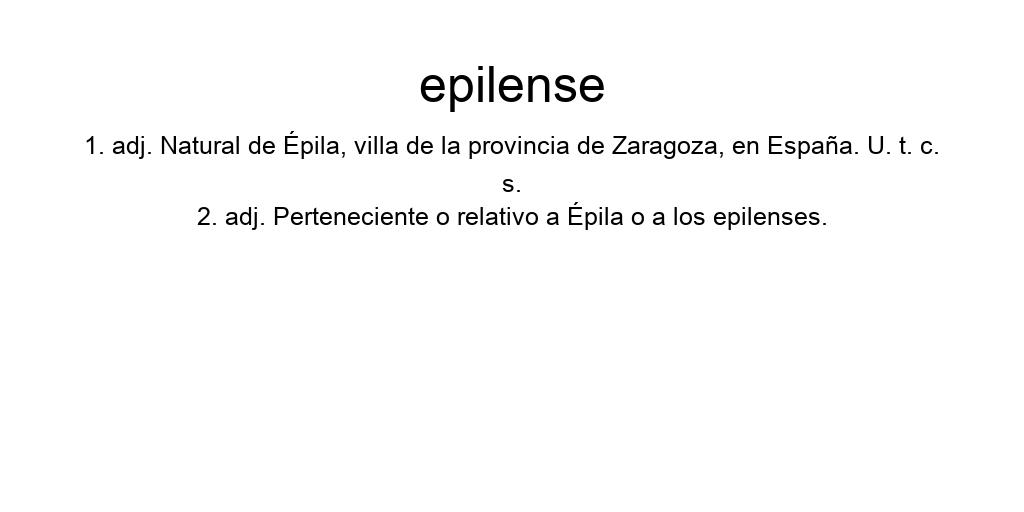 epilense
1. adj. Natural de Épila, villa de la provincia de Zaragoza, en España. U. t. c.
s.
2. adj. Perteneciente o relativo a Épila o a los epilenses.